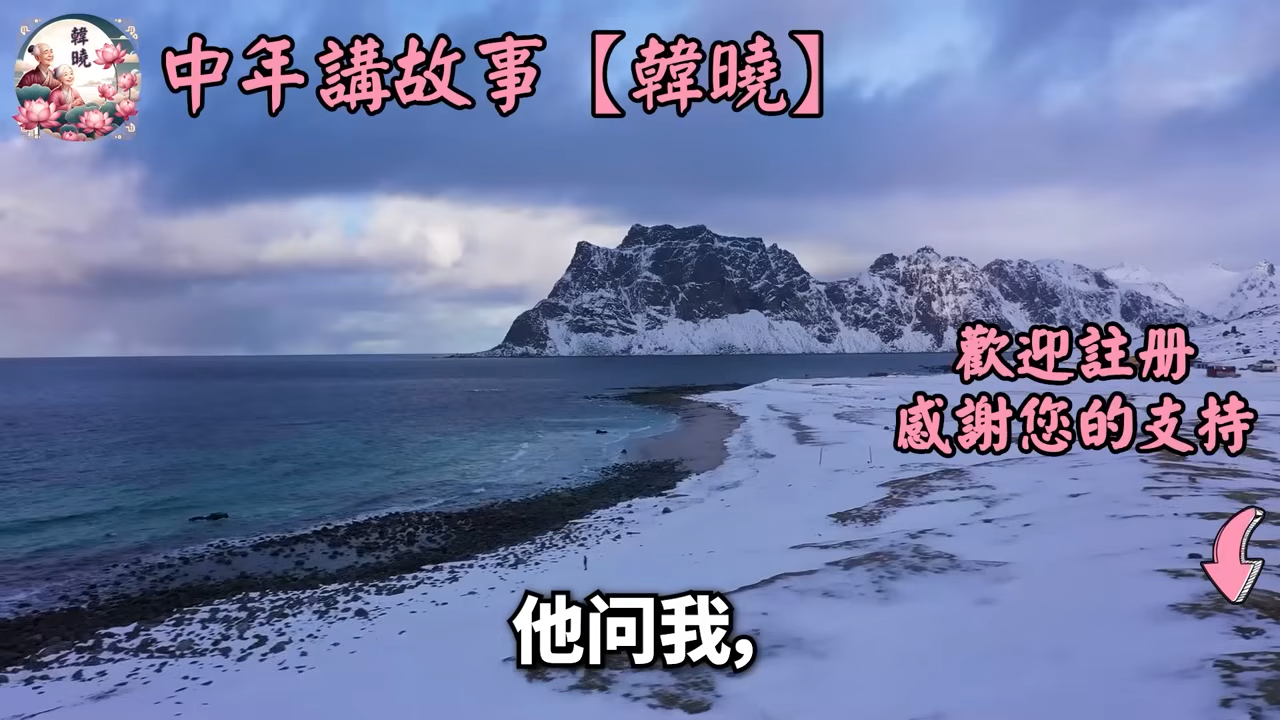 韓
曉
中年講故事【韓曉】
歡迎註册
感謝您的支持
他问我,